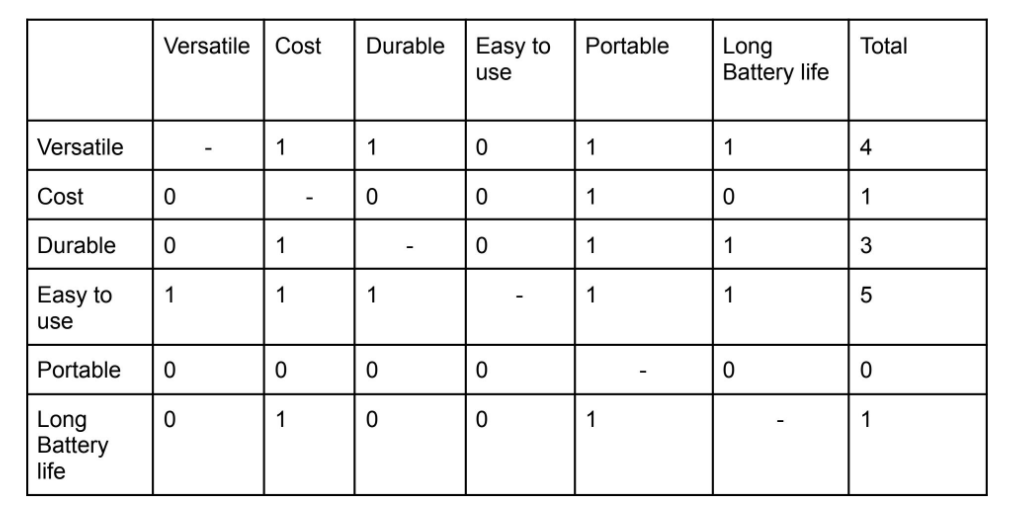 Versatile Cost Durable Easy to Portable Long Total
use Battery life
Versatile - 1 1 0 1 1 4
Cost 0 - 0 0 1 0 1
Durable 0 1 - 0 1 1 3
Easy to 1 1 1 - 1 1 5
use
Portable 0 0 0 0 - 0 0
Long 0 1 0 0 1 - 1
Battery
life